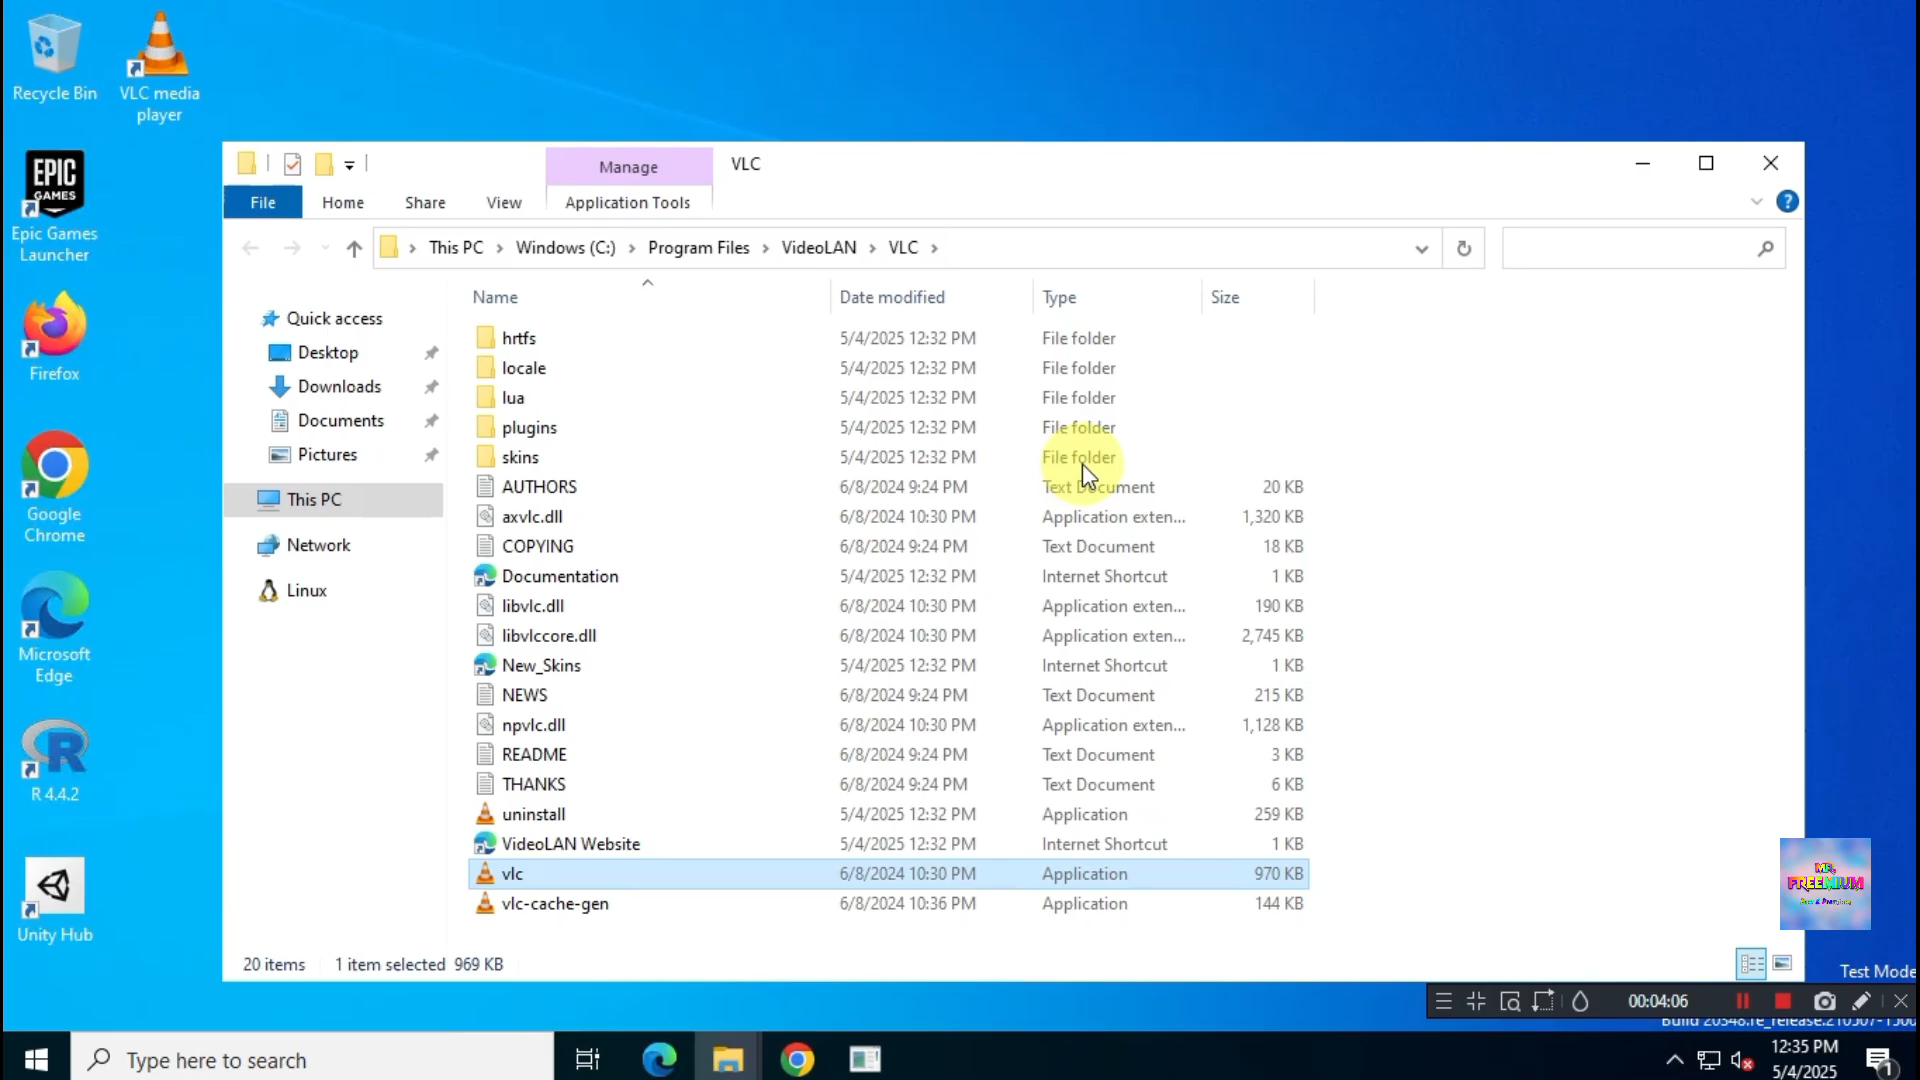 Recycle Bin
VLC media
player
EPIC
GAMES
Epic Games
Launcher
Firefox
Google
Chrome
Microsoft
Edge
R 4.4.2
Unity Hub
Manage
VLC
File
Home
Share
View
Application Tools
?
This PC
Windows (C:)
Program Files
VideoLAN
VLC
Quick access
Desktop
Downloads
Documents
Pictures
This PC
Network
Linux
Name Date modified Type Size
hrtfs 5/4/2025 12:32 PM File folder
locale 5/4/2025 12:32 PM File folder
lua 5/4/2025 12:32 PM File folder
plugins 5/4/2025 12:32 PM File folder
skins 5/4/2025 12:32 PM File folder
AUTHORS 6/8/2024 9:24 PM Text Document 20 KB
axvlc.dll 6/8/2024 10:30 PM Application exten... 1,320 KB
COPYING 6/8/2024 9:24 PM Text Document 18 KB
Documentation 5/4/2025 12:32 PM Internet Shortcut 1 KB
libvlc.dll 6/8/2024 10:30 PM Application exten... 190 KB
libvlccore.dll 6/8/2024 10:30 PM Application exten... 2,745 KB
New_Skins 5/4/2025 12:32 PM Internet Shortcut 1 KB
NEWS 6/8/2024 9:24 PM Text Document 215 KB
npvlc.dll 6/8/2024 10:30 PM Application exten... 1,128 KB
README 6/8/2024 9:24 PM Text Document 3 KB
THANKS 6/8/2024 9:24 PM Text Document 6 KB
uninstall 5/4/2025 12:32 PM Application 259 KB
VideoLAN Website 5/4/2025 12:32 PM Internet Shortcut 1 KB
vlc 6/8/2024 10:30 PM Application 970 KB
vlc-cache-gen 6/8/2024 10:36 PM Application 144 KB
20 items 1 item selected 969 KB
MR.
FREEMIUM
Test Mode
00:04:06
Type here to search
12:35 PM
5/4/2025
1